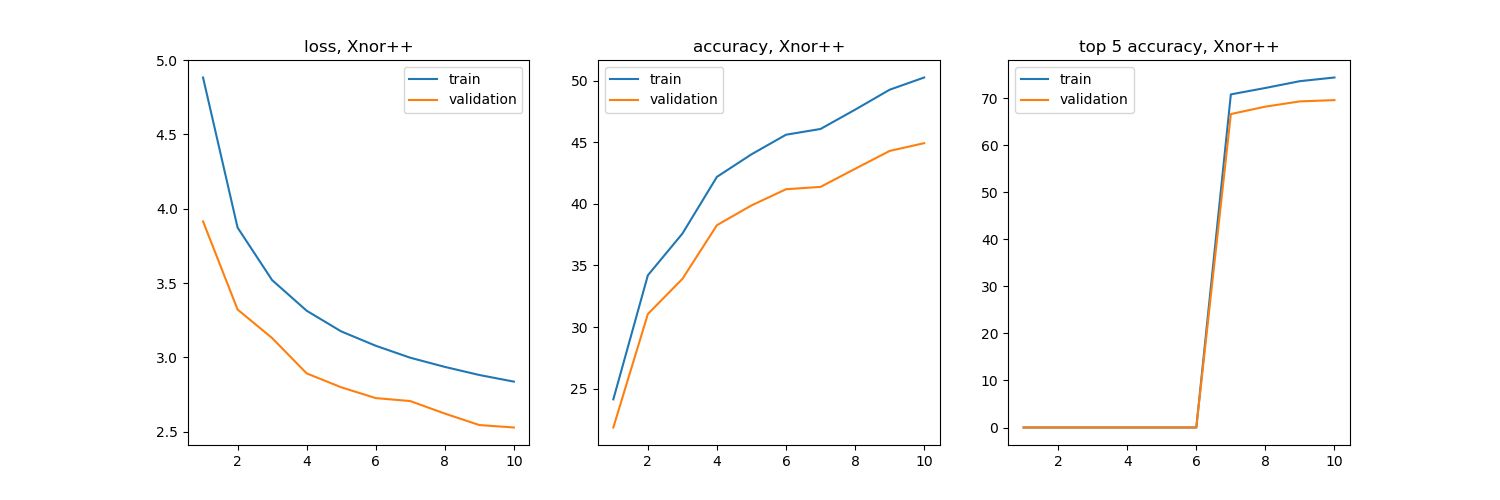 loss, Xnor++
train
validation
5.0
4.5
4.0
3.5
3.0
2.5
2 4 6 8 10
accuracy, Xnor++
train
validation
50
45
40
35
30
25
2 4 6 8 10
top 5 accuracy, Xnor++
train
validation
70
60
50
40
30
20
10
0
2 4 6 8 10